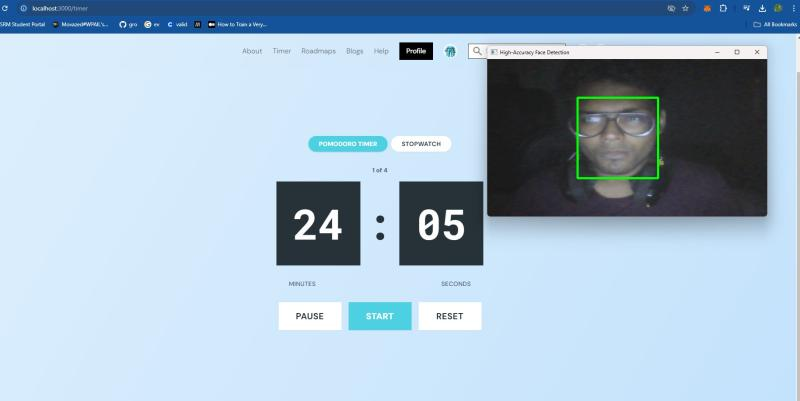 localhost:3000/timer
SRM Student Portal
gro
ev
valid.
How to Train a Very...
All Bookmarks
About
Timer
Roadmaps
Blogs
Help
Profile
High-Accuracy Face Detection
POMODORO TIMER
STOPWATCH
1 of 4
24 : 05
MINUTES
SECONDS
PAUSE
START
RESET